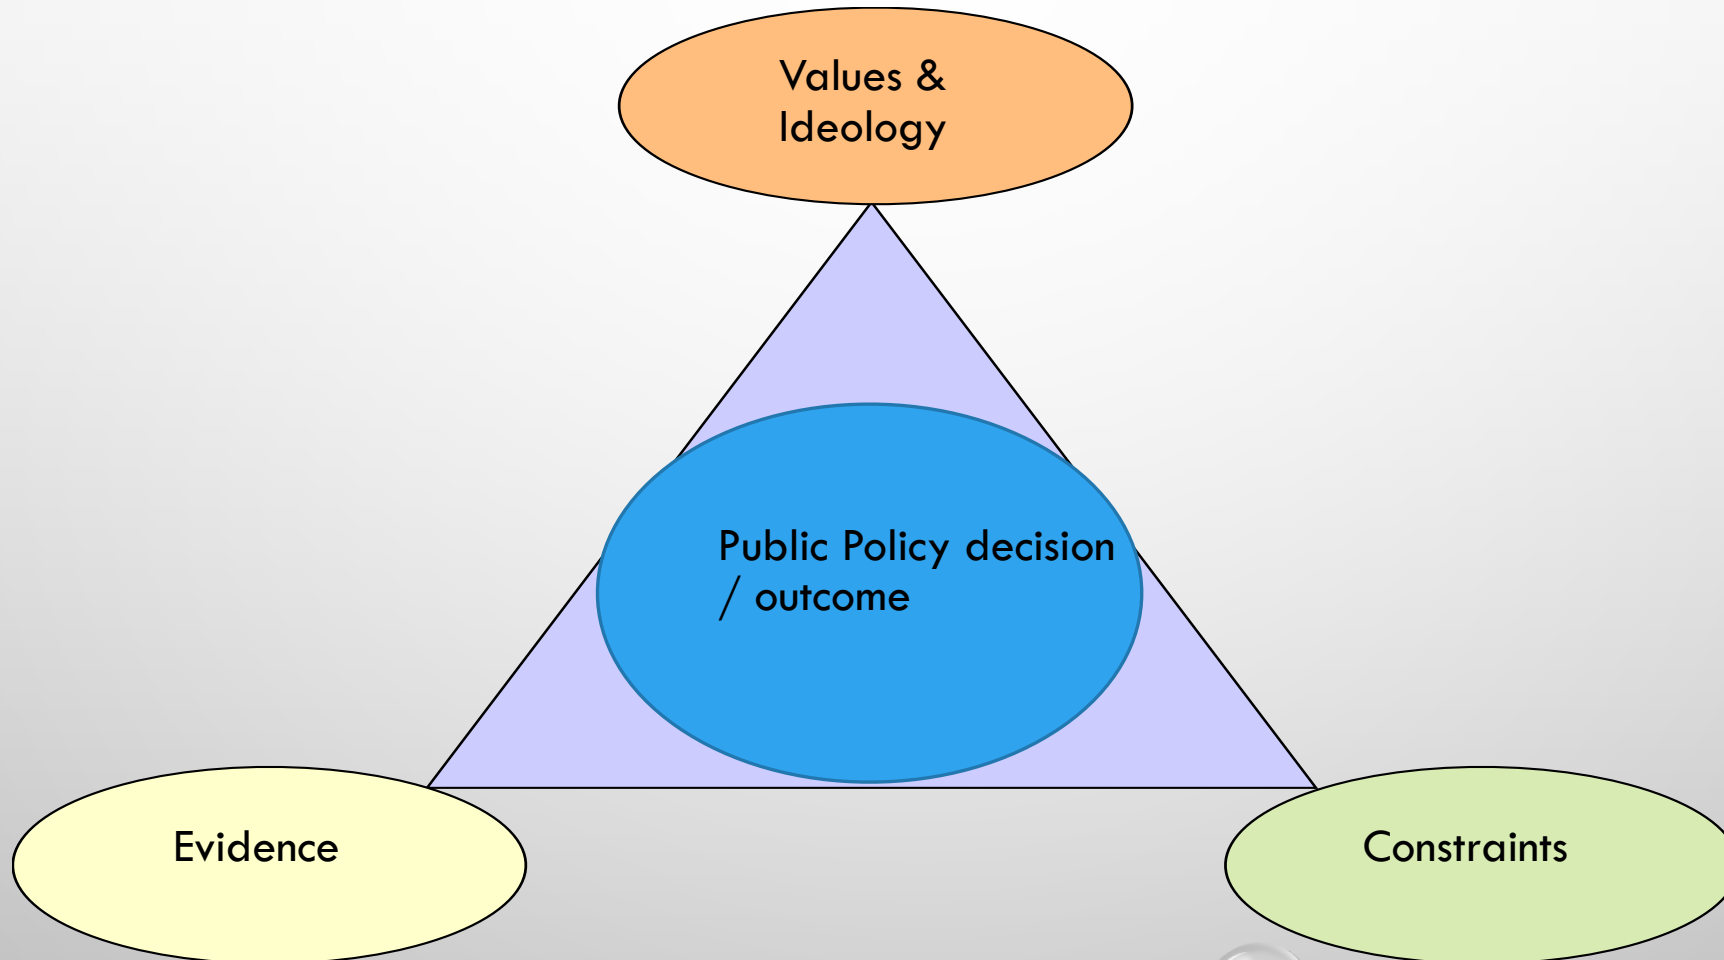 Values &
Ideology
Public Policy decision
/ outcome
Evidence
Constraints